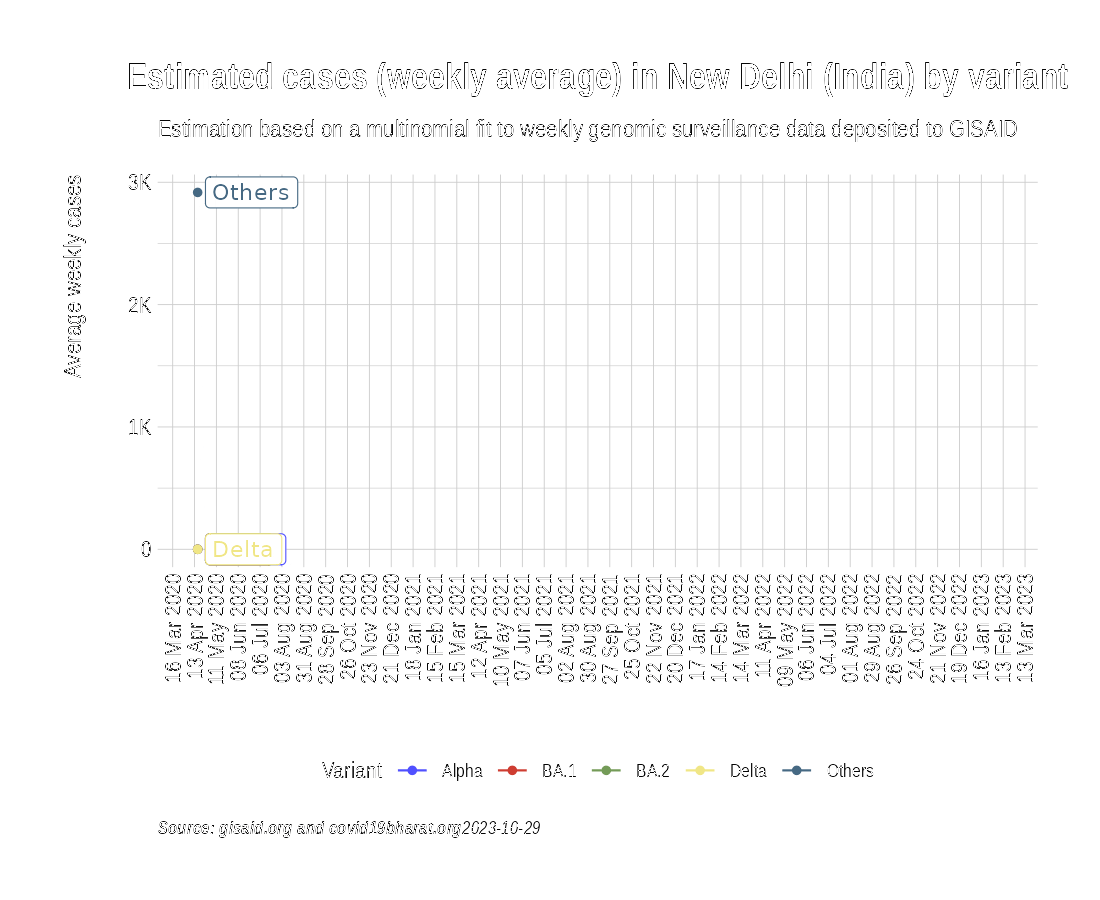 Estimated cases (weekly average) in New Delhi (India) by variant
Estimation based on a multinomial fit to weekly genomic surveillance data deposited to GISAID
Average weekly cases
3K
2K
1K
0
Others
Delta
16 Mar 2020
13 Apr 2020
11 May 2020
08 Jun 2020
06 Jul 2020
03 Aug 2020
31 Aug 2020
28 Sep 2020
26 Oct 2020
23 Nov 2020
21 Dec 2020
18 Jan 2021
15 Feb 2021
15 Mar 2021
12 Apr 2021
10 May 2021
07 Jun 2021
05 Jul 2021
02 Aug 2021
30 Aug 2021
27 Sep 2021
25 Oct 2021
22 Nov 2021
20 Dec 2021
17 Jan 2022
14 Feb 2022
14 Mar 2022
11 Apr 2022
09 May 2022
06 Jun 2022
04 Jul 2022
01 Aug 2022
29 Aug 2022
26 Sep 2022
24 Oct 2022
21 Nov 2022
19 Dec 2022
16 Jan 2023
13 Feb 2023
13 Mar 2023
Variant Alpha BA.1 BA.2 Delta Others
Source: gisaid.org and covid19bharat.org2023-10-29